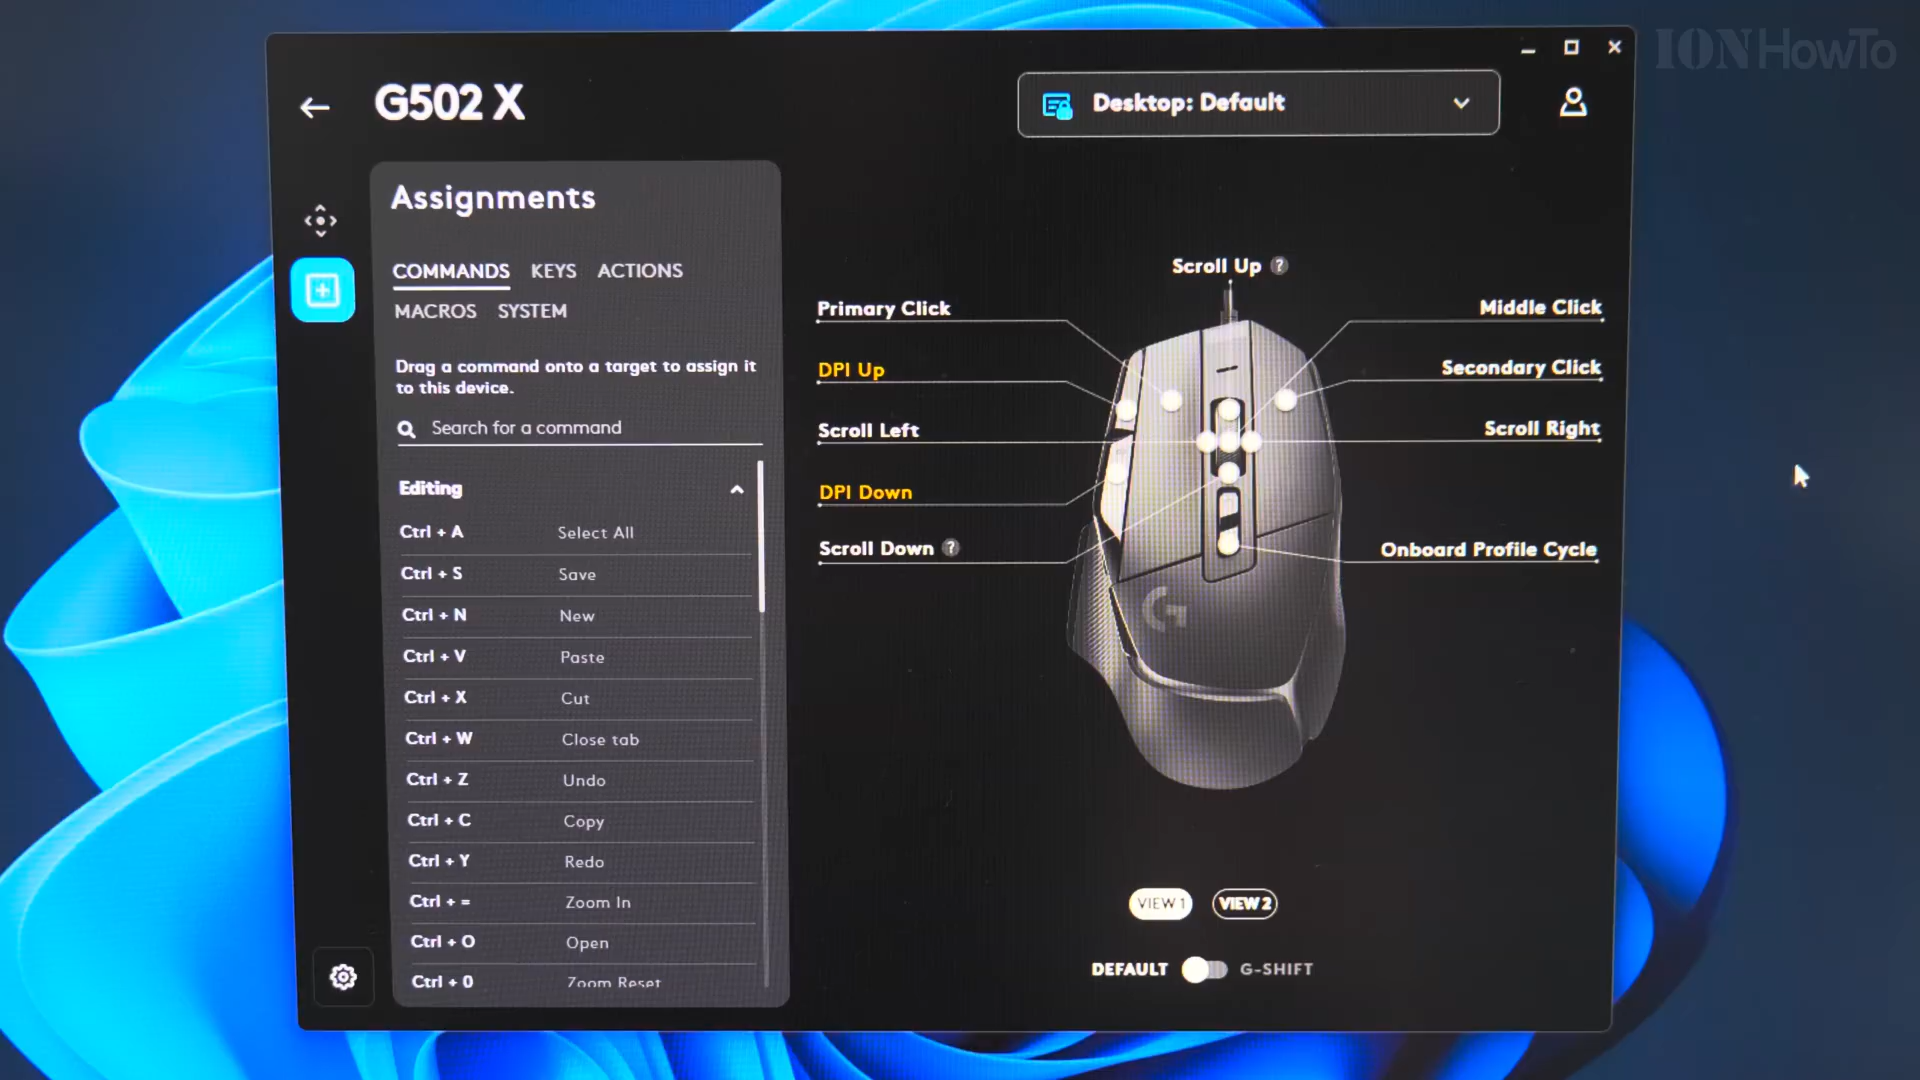 IONHowTo
G502 X
Desktop: Default
Assignments
COMMANDS KEYS ACTIONS
MACROS SYSTEM
Drag a command onto a target to assign it
to this device.
Search for a command
Editing
Ctrl + A Select All
Ctrl + S Save
Ctrl + N New
Ctrl + V Paste
Ctrl + X Cut
Ctrl + W Close tab
Ctrl + Z Undo
Ctrl + C Copy
Ctrl + Y Redo
Ctrl + = Zoom In
Ctrl + O Open
Ctrl + 0 Zoom Reset
Scroll Up ?
Primary Click
Middle Click
DPI Up
Secondary Click
Scroll Left
Scroll Right
DPI Down
Scroll Down ?
Onboard Profile Cycle
G
VIEW 1 VIEW 2
DEFAULT G-SHIFT